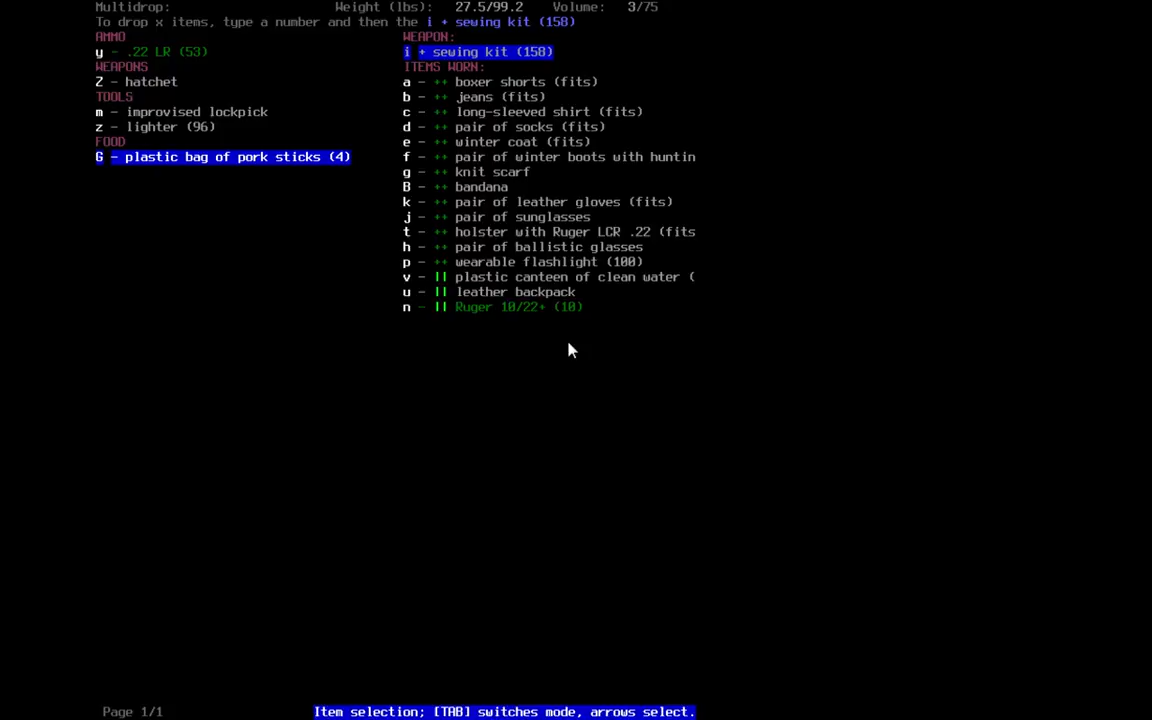 Multidrop: Weight (lbs): 27.5/99.2 Volume: 3/75
To drop x items, type a number and then the i + sewing kit (158)
AMMO
y - .22 LR (53)
WEAPONS
Z - hatchet
TOOLS
m - improvised lockpick
z - lighter (96)
FOOD
G - plastic bag of pork sticks (4)
WEAPON:
i + sewing kit (158)
ITEMS WORN:
a - ++ boxer shorts (fits)
b - ++ jeans (fits)
c - ++ long-sleeved shirt (fits)
d - ++ pair of socks (fits)
e - ++ winter coat (fits)
f - ++ pair of winter boots with huntin
g - ++ knit scarf
B - ++ bandana
k - ++ pair of leather gloves (fits)
j - ++ pair of sunglasses
t - ++ holster with Ruger LCR .22 (fits
h - ++ pair of ballistic glasses
p - ++ wearable flashlight (100)
v - || plastic canteen of clean water (
u - || leather backpack
n - || Ruger 10/22+ (10)
Page 1/1 Item selection; [TAB] switches mode, arrows select.